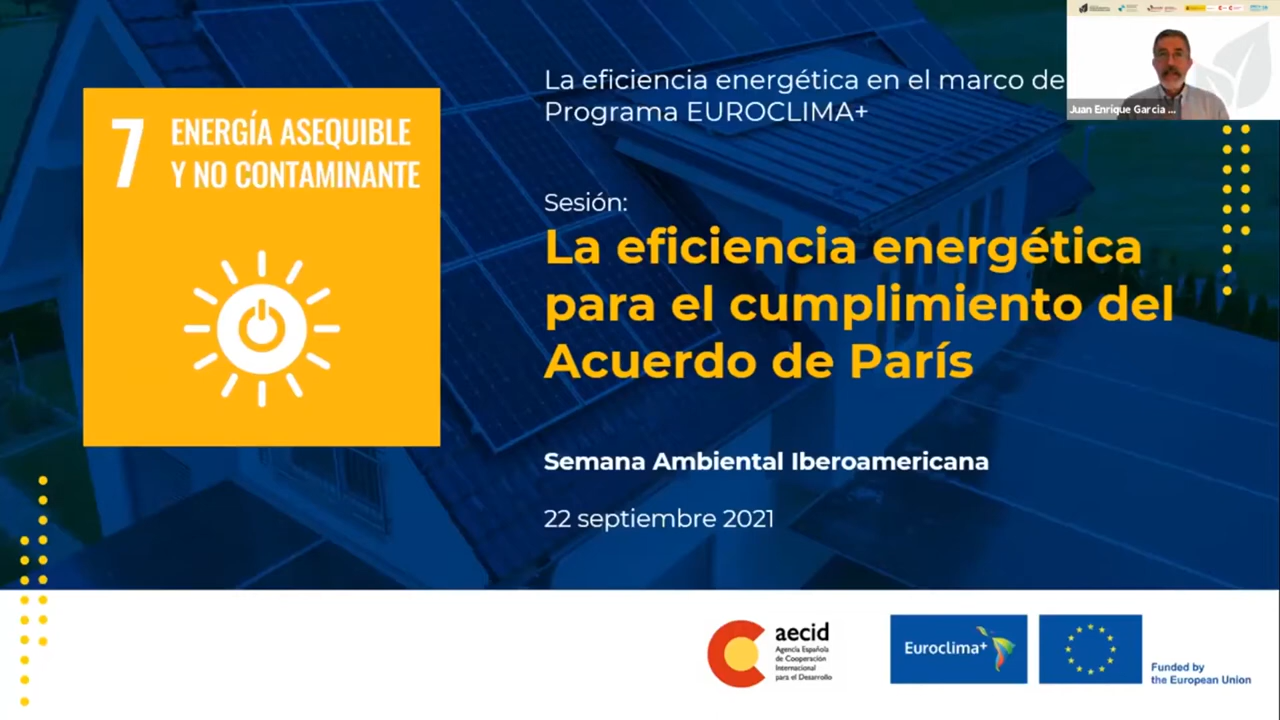 La eficiencia energética en el marco de
Programa EUROCLIMA+
Juan Enrique Garcia ...
7 ENERGÍA ASEQUIBLE
Y NO CONTAMINANTE
Sesión:
La eficiencia energética
para el cumplimiento del
Acuerdo de París
Semana Ambiental Iberoamericana
22 septiembre 2021
aecid
Agencia Española
de Cooperación
Internacional
para el Desarrollo
Euroclima+
Funded by
the European Union